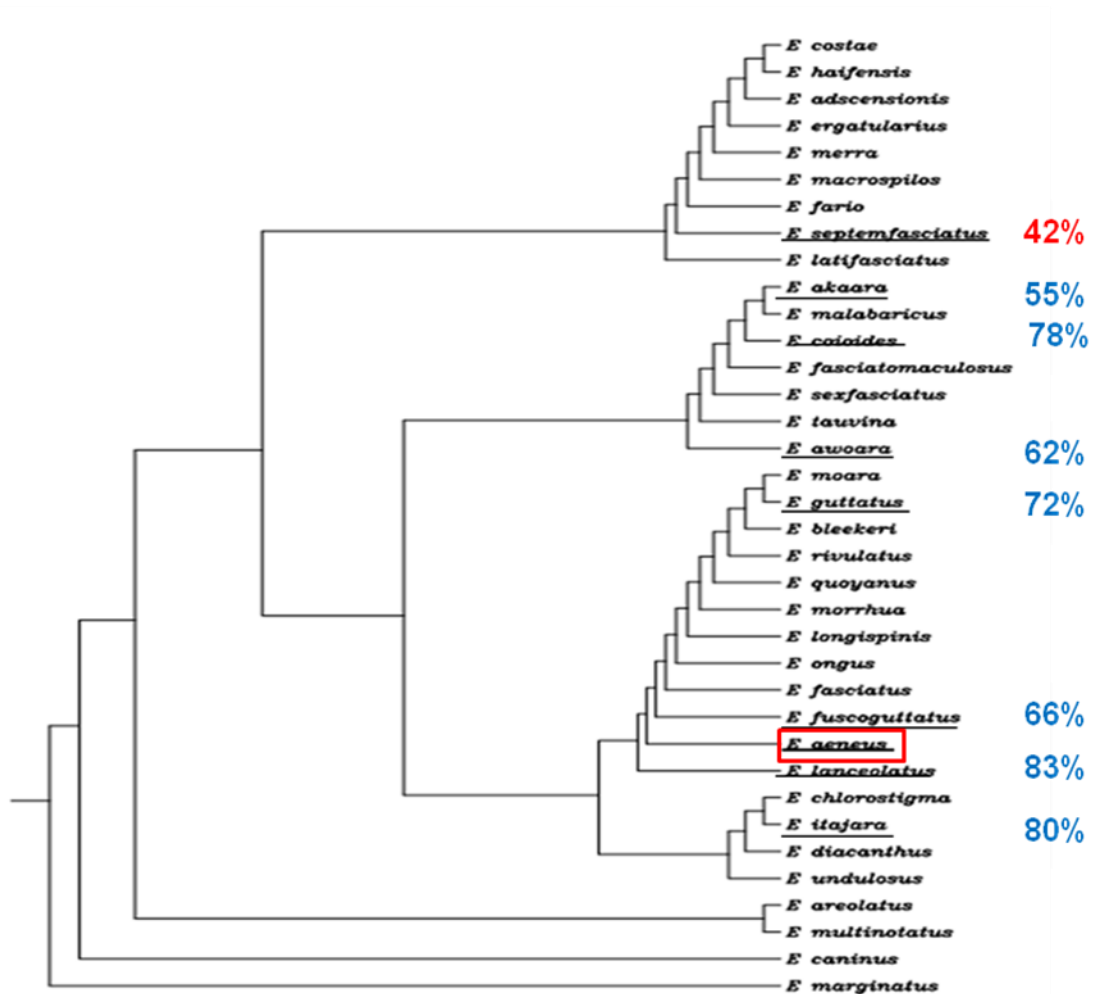 E costae
E haifensis
E adscensionis
E ergatularius
E merra
E macrospilos
E fario
E septemfasciatus 42%
E latifasciatus
E akaara 55%
E malabaricus
E coioides 78%
E fasciatomaculosus
E sexfasciatus
E tauvina
E awoara 62%
E moara
E guttatus 72%
E bleekeri
E rivulatus
E quoyanus
E morrhua
E longispinis
E ongus
E fasciatus
E fuscoguttatus 66%
E aeneus
E lanceolatus 83%
E chlorostigma
E itajara 80%
E diacanthus
E undulosus
E areolatus
E multinotatus
E caninus
E marginatus